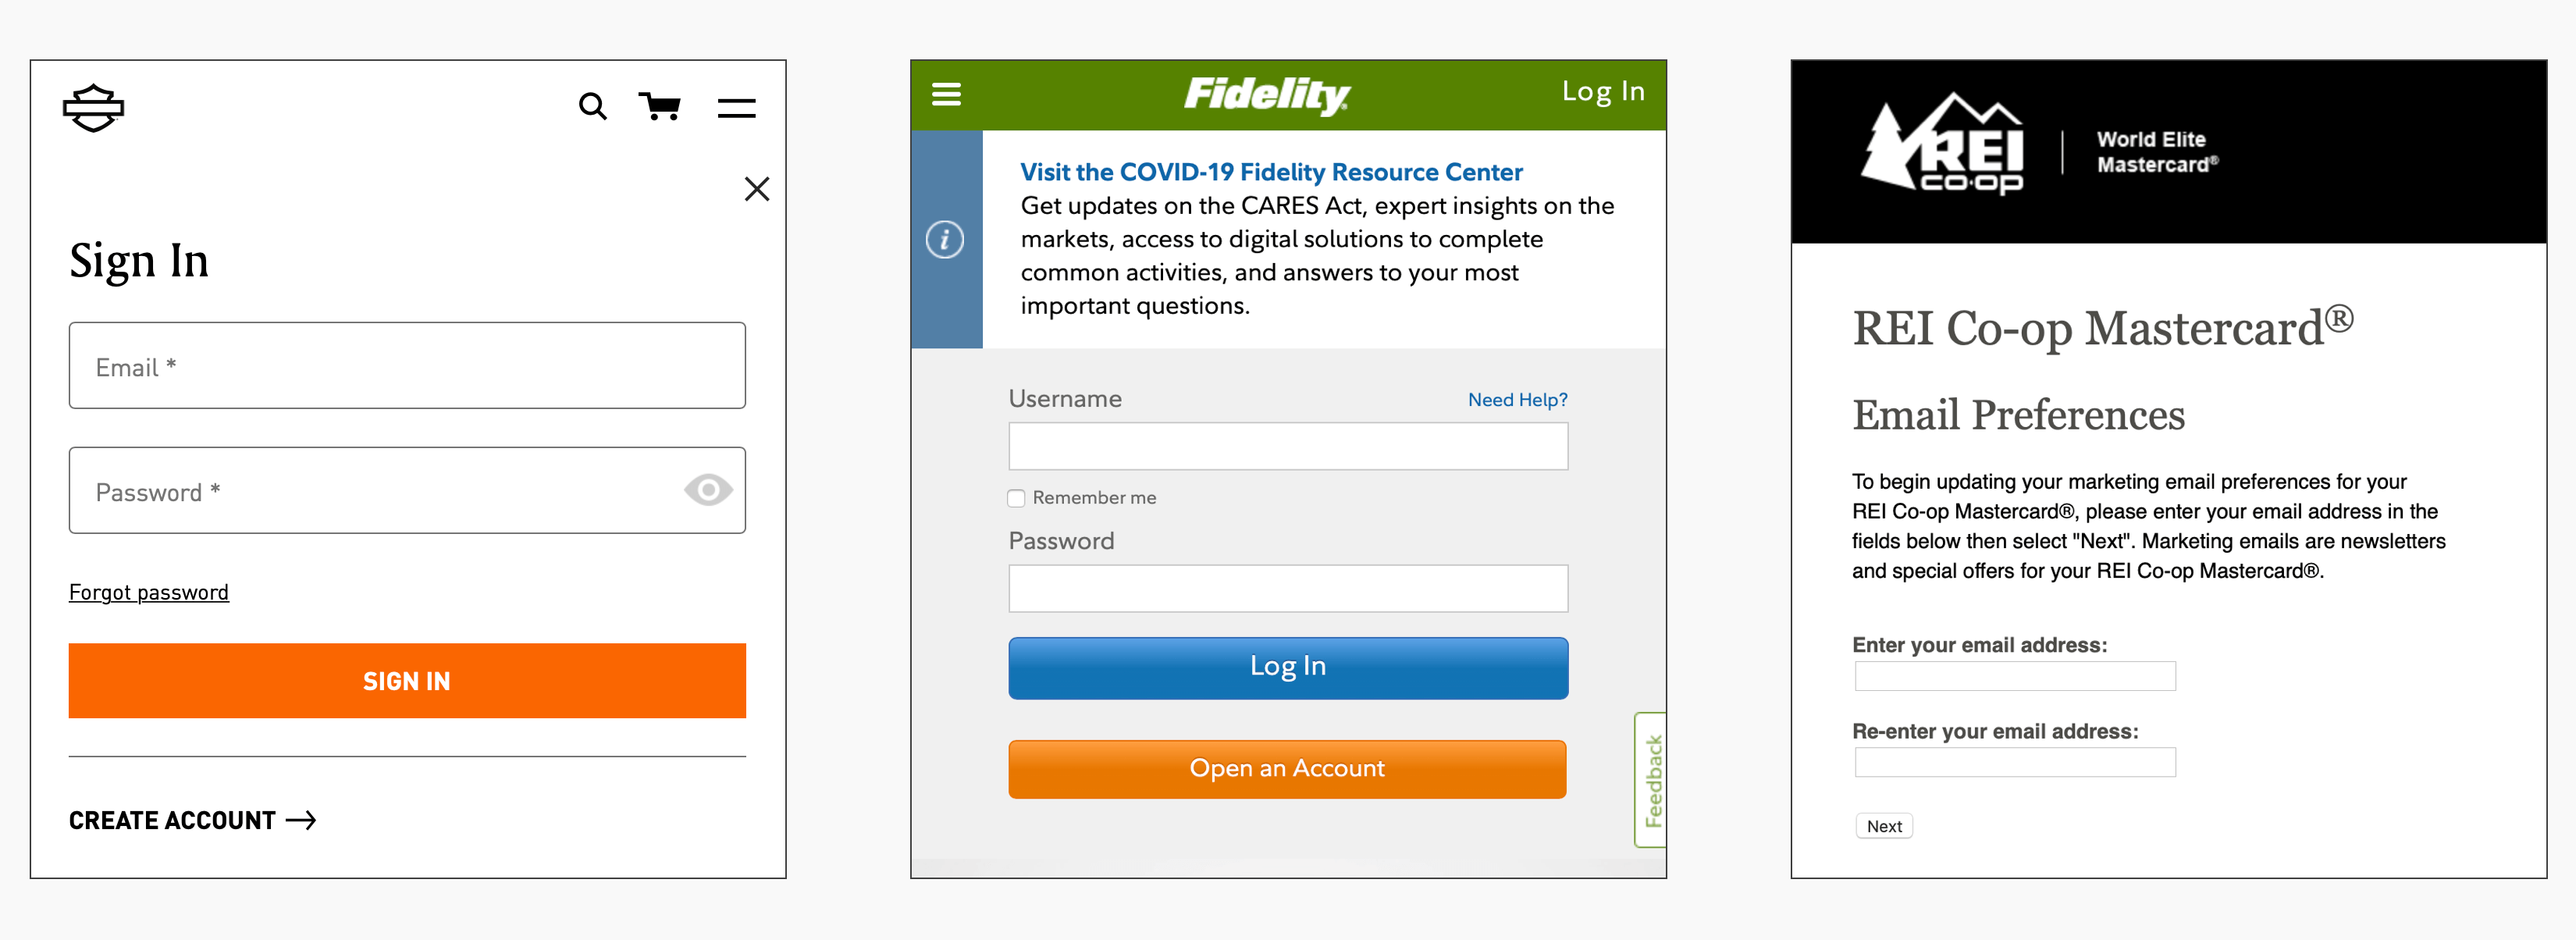 Sign In
Email *
Password *
Forgot password
SIGN IN
CREATE ACCOUNT
Fidelity
Log In
Visit the COVID-19 Fidelity Resource Center
Get updates on the CARES Act, expert insights on the
markets, access to digital solutions to complete
common activities, and answers to your most
important questions.
Username
Need Help?
Remember me
Password
Log In
Open an Account
Feedback
REI
CO·OP
World Elite
Mastercard®
REI Co-op Mastercard®
Email Preferences
To begin updating your marketing email preferences for your
REI Co-op Mastercard®, please enter your email address in the
fields below then select "Next". Marketing emails are newsletters
and special offers for your REI Co-op Mastercard®.
Enter your email address:
Re-enter your email address:
Next